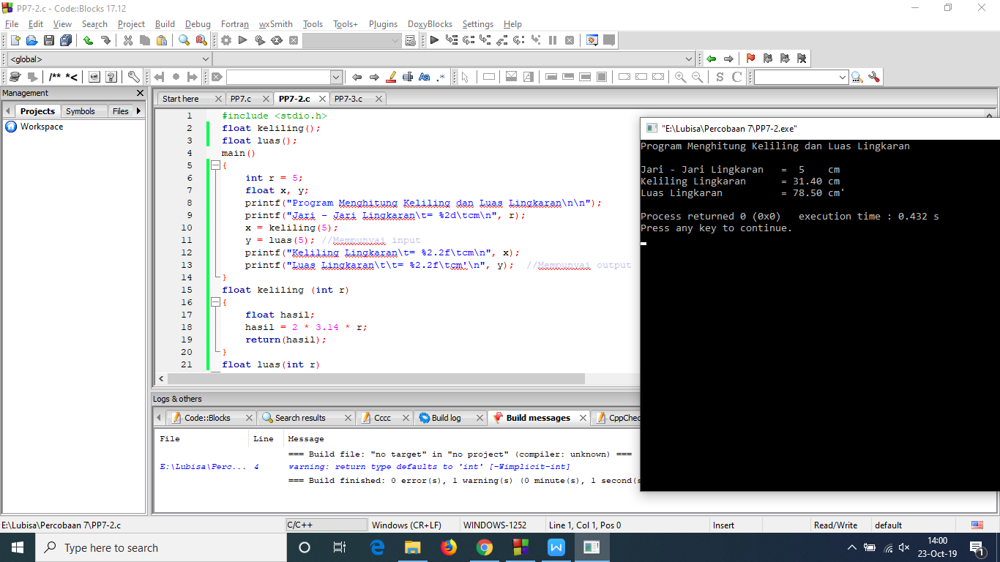 PP7-2.c - Code::Blocks 17.12
File Edit View Search Project Build Debug Fortran wxSmith Tools Tools+ Plugins DoxyBlocks Settings Help
<global>
/** *<
Aa .*
S C
Management
Projects Symbols Files
Workspace
Start here PP7.c PP7-2.c PP7-3.c
1 #include <stdio.h>
2 float keliling();
3 float luas();
4 main()
5 {
6 int r = 5;
7 float x, y;
8 printf("Program Menghitung Keliling dan Luas Lingkaran\n\n");
9 printf("Jari - Jari Lingkaran\t= %2d\tcm\n", r);
10 x = keliling(5);
11 y = luas(5); //Mempunyai input
12 printf("Keliling Lingkaran\t= %2.2f\tcm\n", x);
13 printf("Luas Lingkaran\t\t= %2.2f\tcm'\n", y); //Mempunyai output
14 }
15 float keliling (int r)
16 {
17 float hasil;
18 hasil = 2 * 3.14 * r;
19 return(hasil);
20 }
21 float luas(int r)
"E:\Lubisa\Percobaan 7\PP7-2.exe"
Program Menghitung Keliling dan Luas Lingkaran
Jari - Jari Lingkaran = 5 cm
Keliling Lingkaran = 31.40 cm
Luas Lingkaran = 78.50 cm'
Process returned 0 (0x0) execution time : 0.432 s
Press any key to continue.
Logs & others
Code::Blocks Search results Cccc Build log Build messages CppChec
File Line Message
=== Build file: "no target" in "no project" (compiler: unknown) ===
E:\Lubisa\Perc... 4 warning: return type defaults to 'int' [-Wimplicit-int]
=== Build finished: 0 error(s), 1 warning(s) (0 minute(s), 1 second(s
E:\Lubisa\Percobaan 7\PP7-2.c C/C++ Windows (CR+LF) WINDOWS-1252 Line 1, Col 1, Pos 0 Insert Read/Write default
Type here to search
14:00
23-Oct-19
1